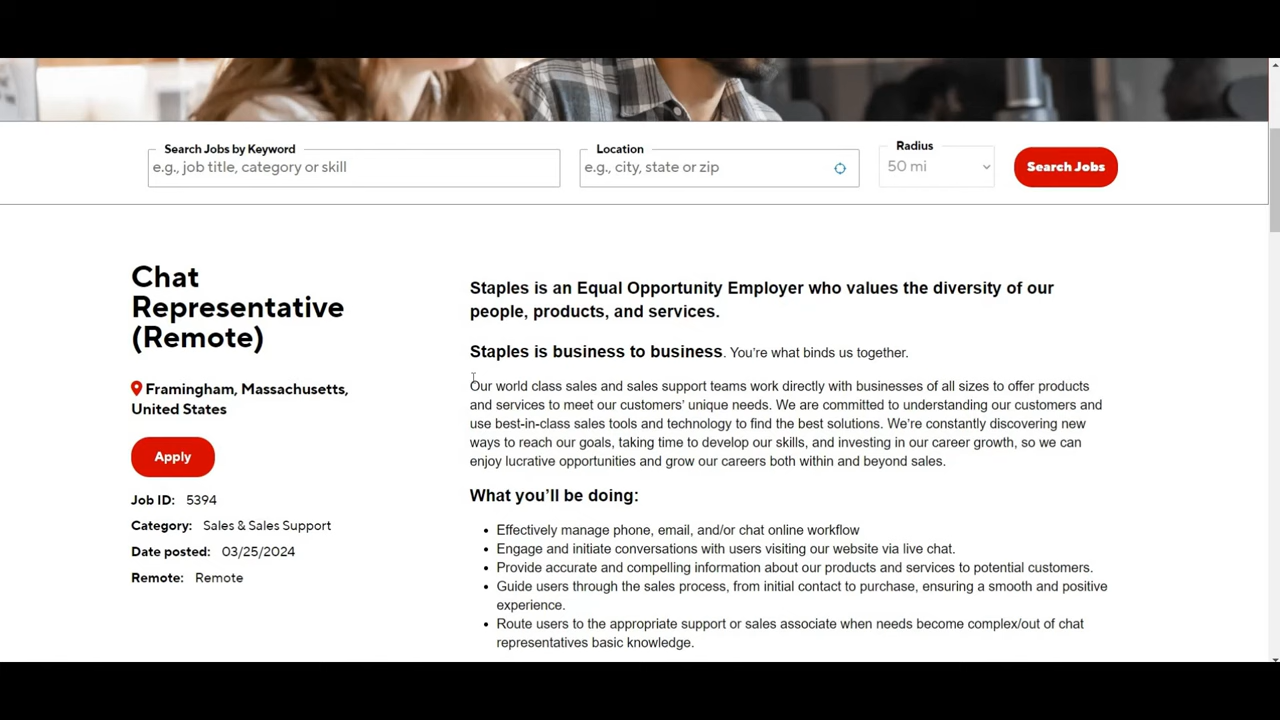 Search Jobs by Keyword
e.g., job title, category or skill
Location
e.g., city, state or zip
Radius
50 mi
Search Jobs
Chat
Representative
(Remote)
Framingham, Massachusetts,
United States
Apply
Job ID: 5394
Category: Sales & Sales Support
Date posted: 03/25/2024
Remote: Remote
Staples is an Equal Opportunity Employer who values the diversity of our
people, products, and services.
Staples is business to business. You’re what binds us together.
Our world class sales and sales support teams work directly with businesses of all sizes to offer products
and services to meet our customers’ unique needs. We are committed to understanding our customers and
use best-in-class sales tools and technology to find the best solutions. We’re constantly discovering new
ways to reach our goals, taking time to develop our skills, and investing in our career growth, so we can
enjoy lucrative opportunities and grow our careers both within and beyond sales.
What you’ll be doing:
• Effectively manage phone, email, and/or chat online workflow
• Engage and initiate conversations with users visiting our website via live chat.
• Provide accurate and compelling information about our products and services to potential customers.
• Guide users through the sales process, from initial contact to purchase, ensuring a smooth and positive
experience.
• Route users to the appropriate support or sales associate when needs become complex/out of chat
representatives basic knowledge.